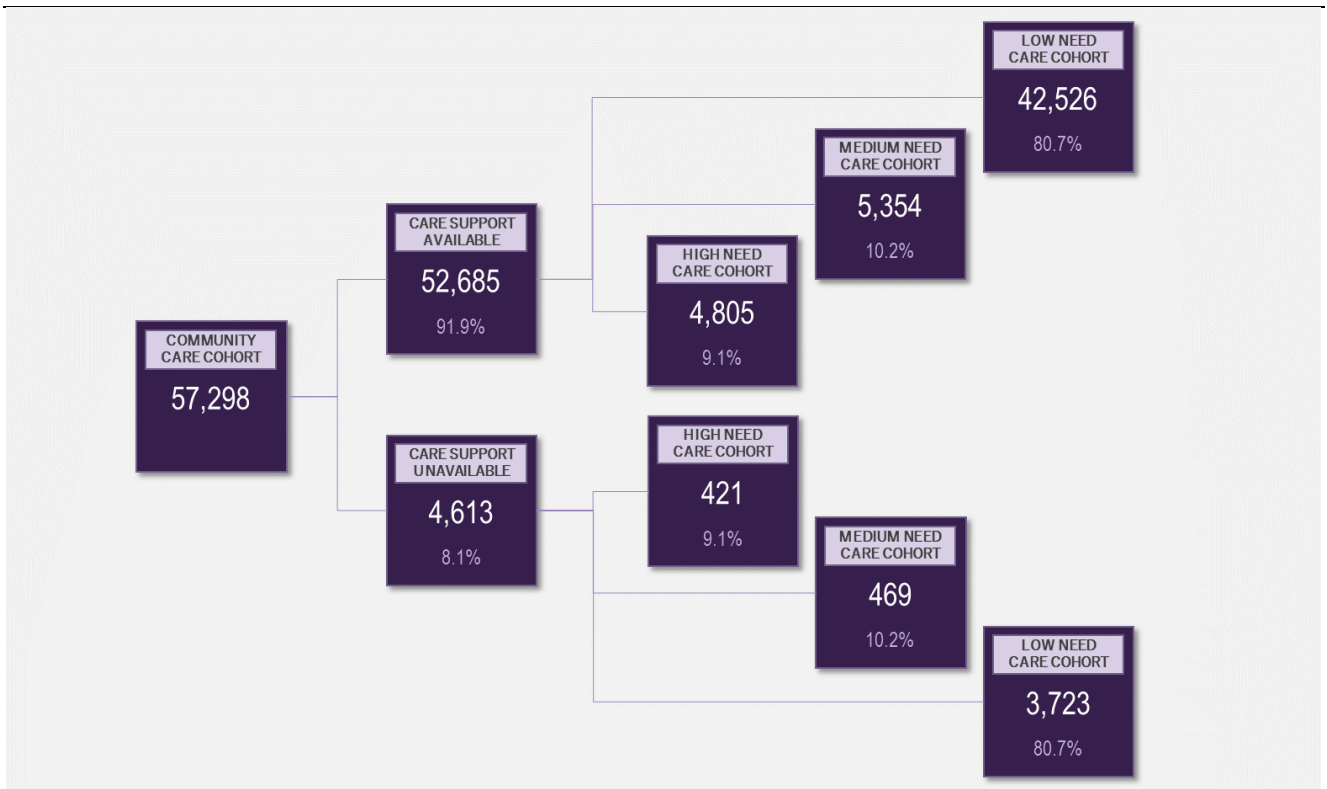 COMMUNITY
CARE COHORT
57,298
CARE SUPPORT
AVAILABLE
52,685
91.9%
LOW NEED
CARE COHORT
42,526
80.7%
MEDIUM NEED
CARE COHORT
5,354
10.2%
HIGH NEED
CARE COHORT
4,805
9.1%
CARE SUPPORT
UNAVAILABLE
4,613
8.1%
HIGH NEED
CARE COHORT
421
9.1%
MEDIUM NEED
CARE COHORT
469
10.2%
LOW NEED
CARE COHORT
3,723
80.7%